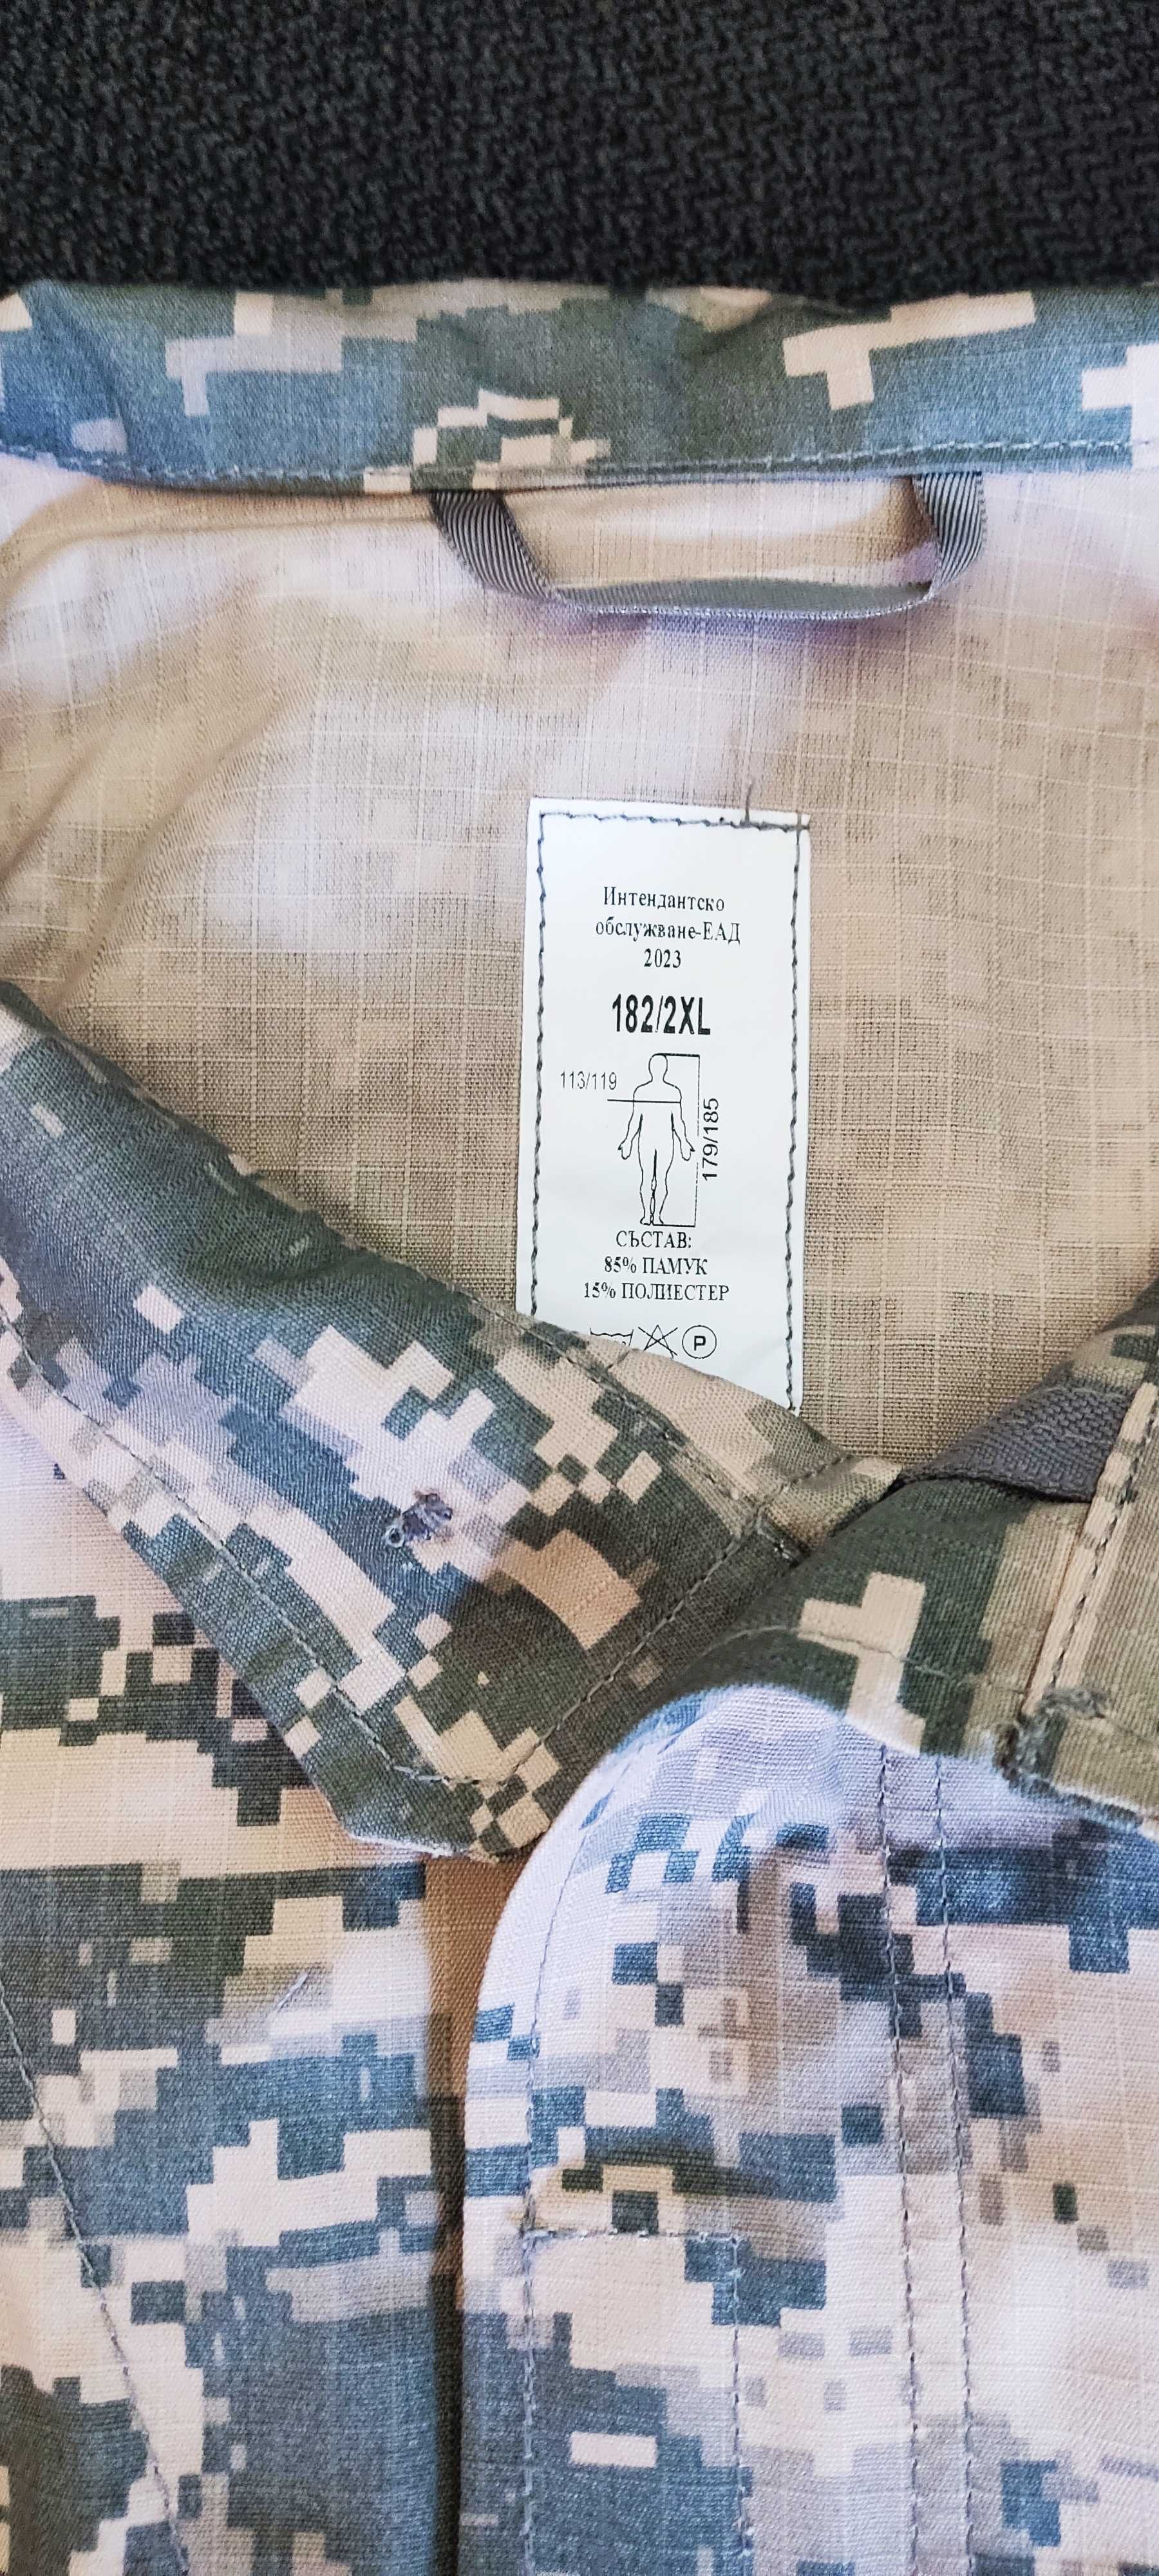 Интендантско
обслужване-ЕАД
2023
182/2XL
113/119
179/185
СЪСТАВ:
85% ПАМУК
15% ПОЛИЕСТЕР
P